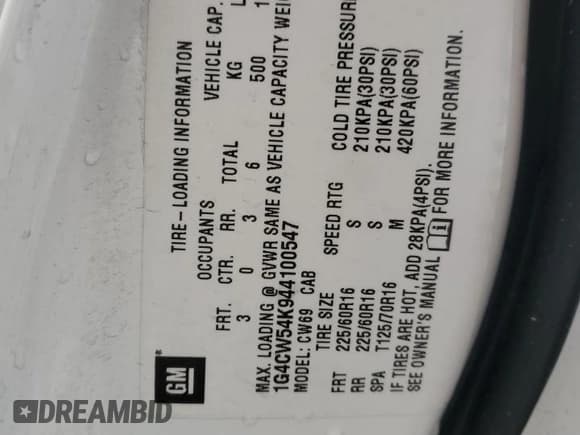 GM
TIRE-LOADING INFORMATION
OCCUPANTS VEHICLE CAP.
FRT. CTR. RR. TOTAL KG
3 0 3 6 500
MAX. LOADING @ GVWR SAME AS VEHICLE CAPACITY
1G4CW54K944100547
MODEL: CW69 CAB
TIRE SIZE SPEED RTG COLD TIRE PRESSURE
FRT 225/60R16 S 210KPA(30PSI)
RR 225/60R16 S 210KPA(30PSI)
SPA T125/70R16 M 420KPA(60PSI)
IF TIRES ARE HOT, ADD 28KPA(4PSI).
SEE OWNER'S MANUAL i FOR MORE INFORMATION.
DREAMBID